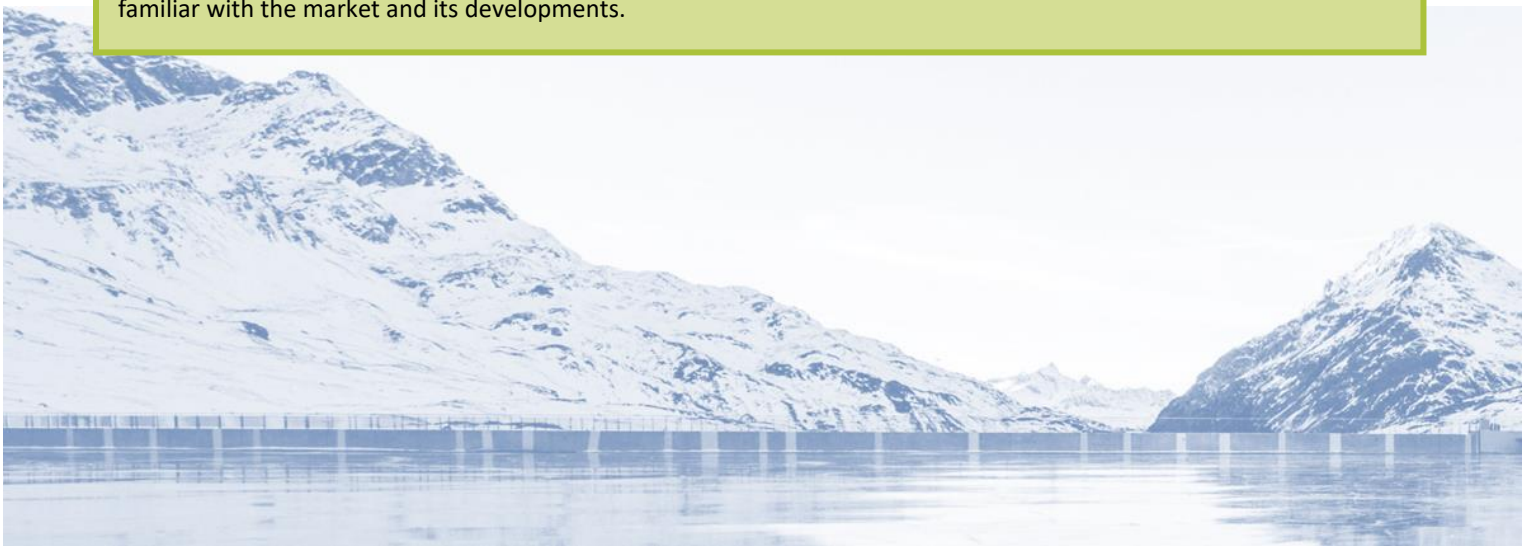 familiar with the market and its developments.